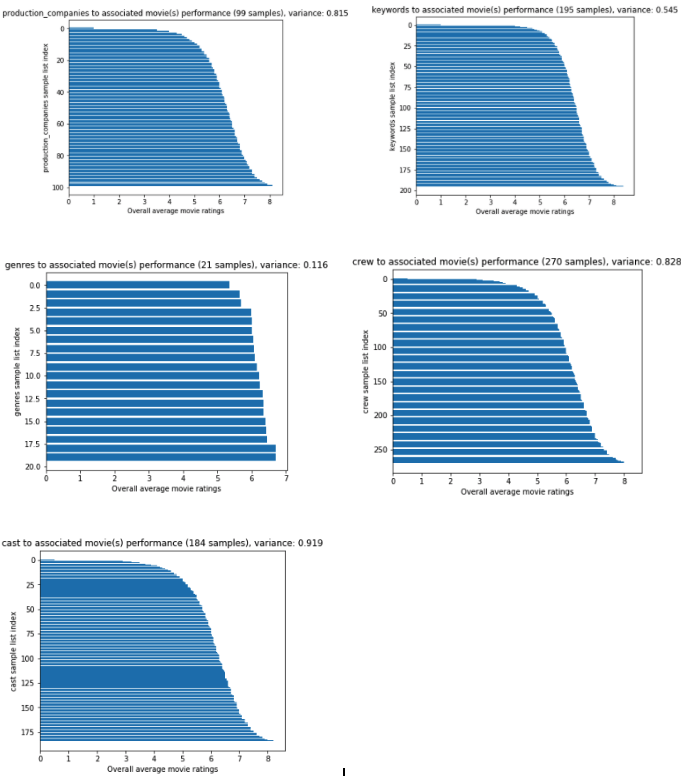 production_companies to associated movie(s) performance (99 samples), variance: 0.815
0
20
40
60
80
100
production_companies sample list index
0 1 2 3 4 5 6 7 8
Overall average movie ratings
keywords to associated movie(s) performance (195 samples), variance: 0.545
0
25
50
75
100
125
150
175
200
keywords sample list index
0 1 2 3 4 5 6 7 8
Overall average movie ratings
genres to associated movie(s) performance (21 samples), variance: 0.116
0.0
2.5
5.0
7.5
10.0
12.5
15.0
17.5
20.0
genres sample list index
0 1 2 3 4 5 6 7
Overall average movie ratings
crew to associated movie(s) performance (270 samples), variance: 0.828
0
50
100
150
200
250
crew sample list index
0 1 2 3 4 5 6 7 8
Overall average movie ratings
cast to associated movie(s) performance (184 samples), variance: 0.919
0
25
50
75
100
125
150
175
cast sample list index
0 1 2 3 4 5 6 7 8
Overall average movie ratings